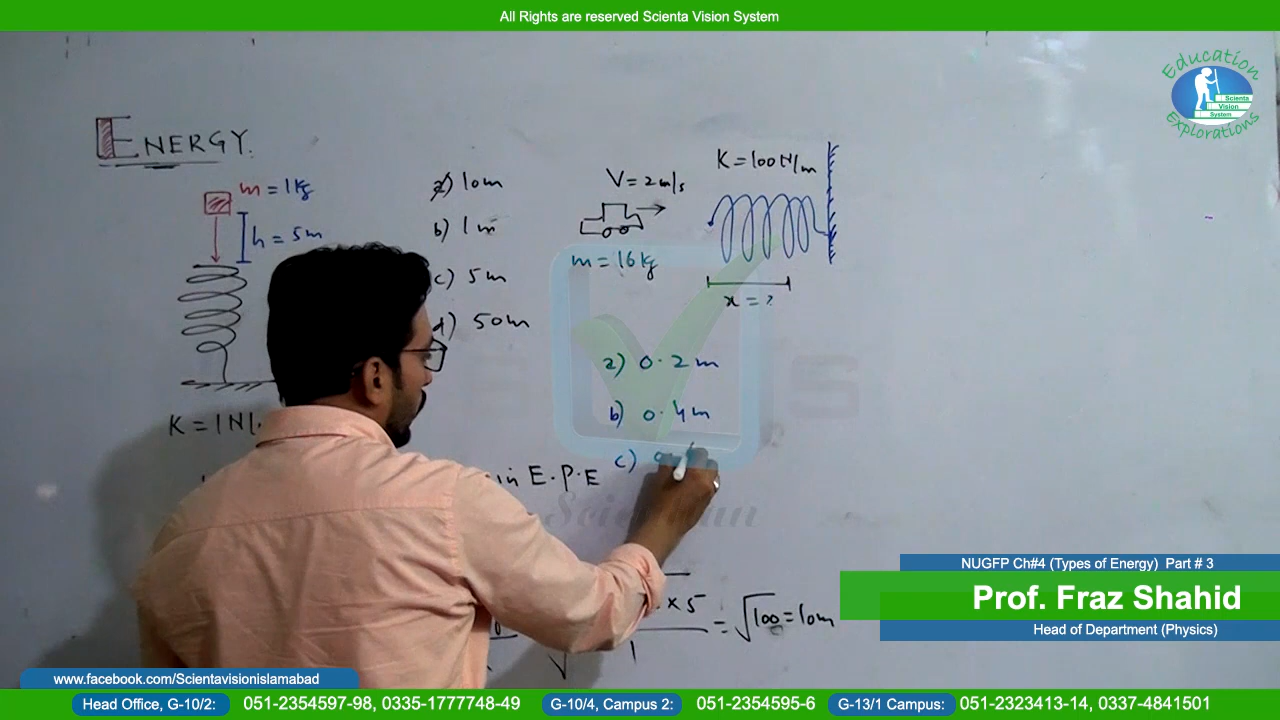 All Rights are reserved Scienta Vision System
Education
Scienta
Vision
System
Explorations
ENERGY.
m = 1kg
h = 5m
a) 10m
b) 1m
c) 5m
d) 50m
V = 2m/s
m = 16kg
K = 100N/m
x = ?
a) 0.2m
b) 0.4m
c)
K = 1N/
in E.P.E
x 5 = √100 = 10m
1
NUGFP Ch#4 (Types of Energy) Part # 3
Prof. Fraz Shahid
Head of Department (Physics)
www.facebook.com/Scientavisionislamabad
Head Office, G-10/2: 051-2354597-98, 0335-1777748-49 G-10/4, Campus 2: 051-2354595-6 G-13/1 Campus: 051-2323413-14, 0337-4841501